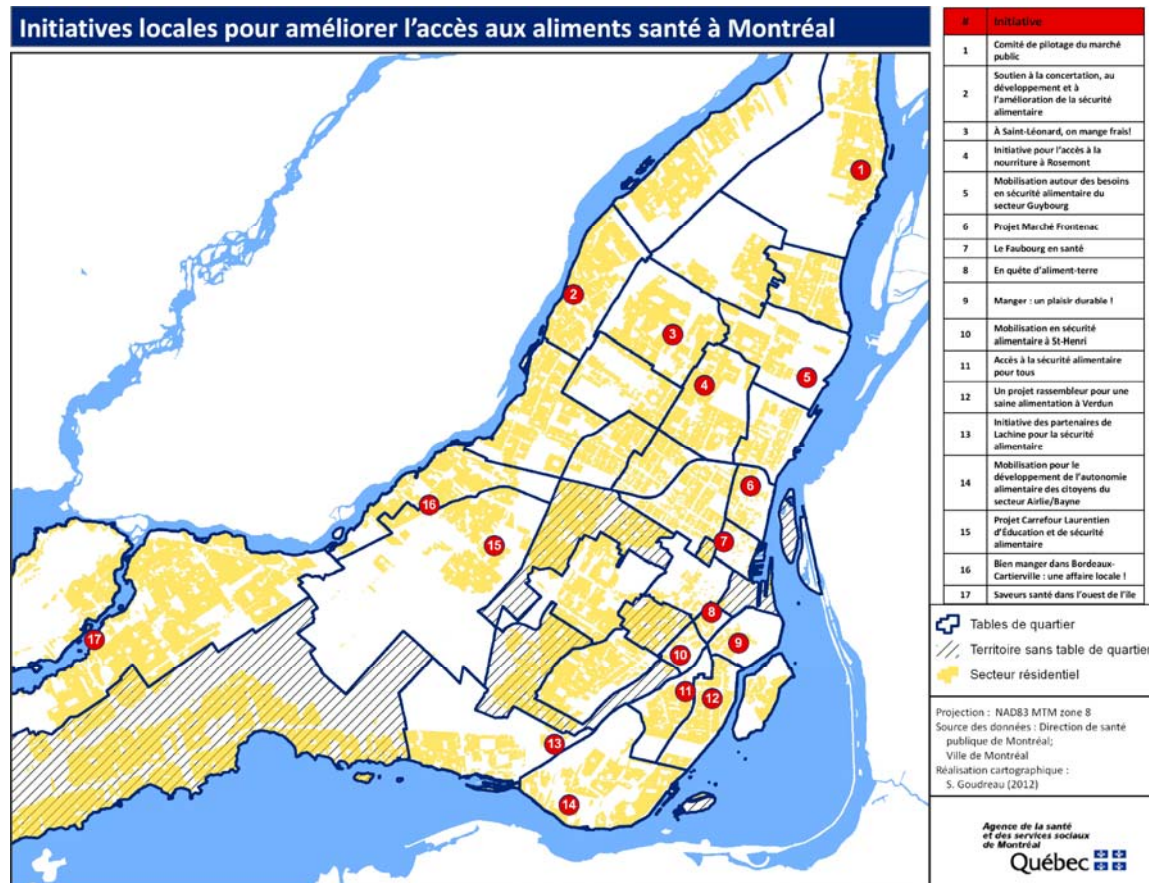 Initiatives locales pour améliorer l’accès aux aliments santé à Montréal
1
2
3
4
5
6
7
8
9
10
11
12
13
14
15
16
17
# Initiative
1 Comité de pilotage du marché
public
2 Soutien à la concertation, au
développement et à
l’amélioration de la sécurité
alimentaire
3 À Saint-Léonard, on mange frais!
4 Initiative pour l’accès à la
nourriture à Rosemont
5 Mobilisation autour des besoins
en sécurité alimentaire du
secteur Guybourg
6 Projet Marché Frontenac
7 Le Faubourg en santé
8 En quête d’aliment-terre
9 Manger : un plaisir durable !
10 Mobilisation en sécurité
alimentaire à St-Henri
11 Accès à la sécurité alimentaire
pour tous
12 Un projet rassembleur pour une
saine alimentation à Verdun
13 Initiative des partenaires de
Lachine pour la sécurité
alimentaire
14 Mobilisation pour le
développement de l’autonomie
alimentaire des citoyens du
secteur Airlie/Bayne
15 Projet Carrefour Laurentien
d’Éducation et de sécurité
alimentaire
16 Bien manger dans Bordeaux-
Cartierville : une affaire locale !
17 Saveurs santé dans l’ouest de l’île
Tables de quartier
Territoire sans table de quartier
Secteur résidentiel
Projection : NAD83 MTM zone 8
Source des données : Direction de santé
publique de Montréal;
Ville de Montréal
Réalisation cartographique :
S. Goudreau (2012)
Agence de la santé
et des services sociaux
de Montréal
Québec